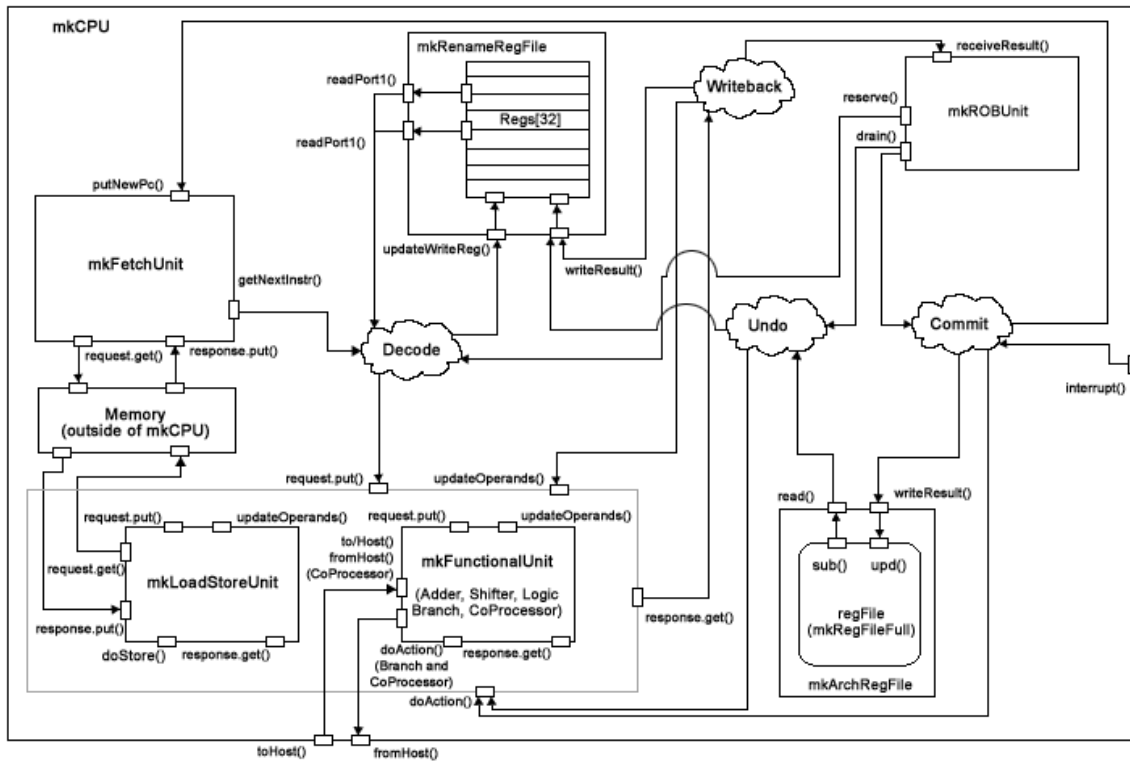 mkCPU
mkRenameRegFile
receiveResult()
readPort1()
Writeback
reserve()
mkROBUnit
Regs[32]
readPort1()
drain()
putNewPc()
updateWriteReg()
mkFetchUnit
writeResult()
getNextInstr()
Undo
Commit
Decode
request.get()
response.put()
interrupt()
Memory
(outside of mkCPU)
request.put()
updateOperands()
read()
writeResult()
request.put()
updateOperands()
request.put()
updateOperands()
to/Host()
fromHost()
(CoProcessor)
mkFunctionalUnit
sub()
upd()
request.get()
mkLoadStoreUnit
(Adder, Shifter, Logic
Branch, CoProcessor)
regFile
(mkRegFileFull)
response.get()
response.put()
doStore()
response.get()
doAction()
(Branch and
CoProcessor)
response.get()
mkArchRegFile
doAction()
toHost()
fromHost()